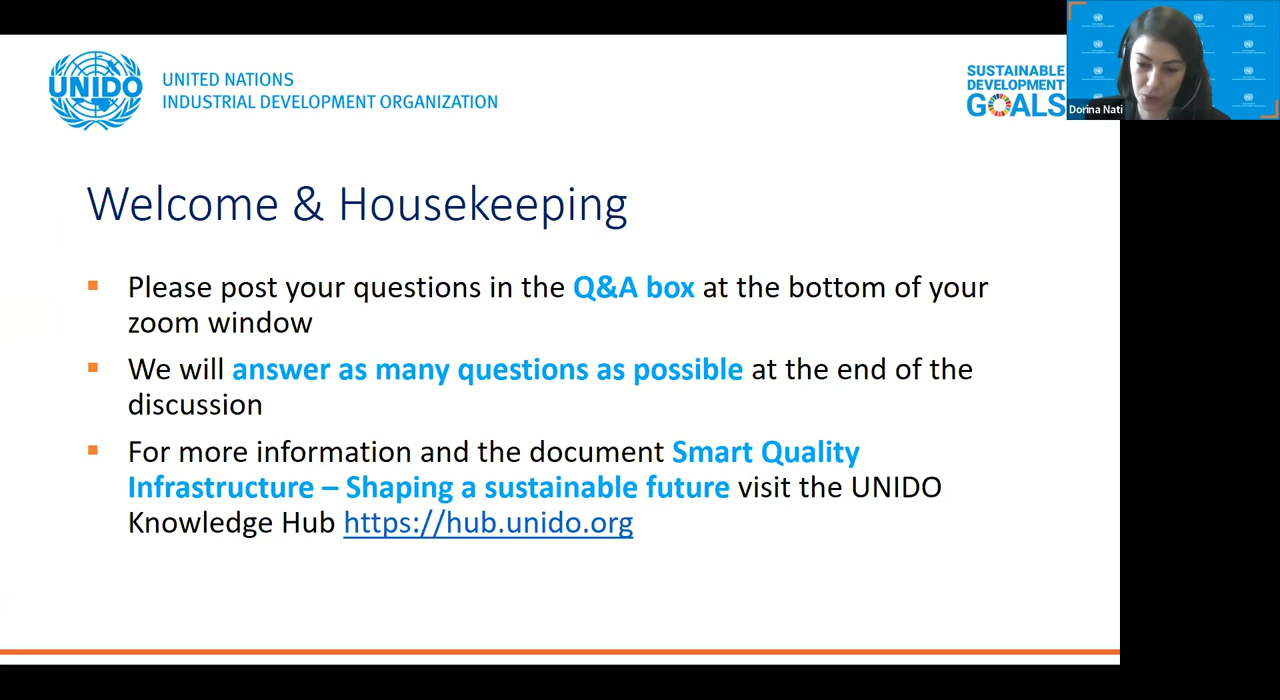 UNIDO
UNITED NATIONS
INDUSTRIAL DEVELOPMENT ORGANIZATION
SUSTAINABLE
DEVELOPMENT
GOALS
Dorina Nati
Welcome & Housekeeping
Please post your questions in the Q&A box at the bottom of your
zoom window
We will answer as many questions as possible at the end of the
discussion
For more information and the document Smart Quality
Infrastructure – Shaping a sustainable future visit the UNIDO
Knowledge Hub https://hub.unido.org